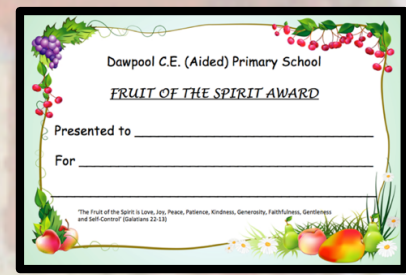 Dawpool C.E. (Aided) Primary School
FRUIT OF THE SPIRIT AWARD
Presented to
For
'The Fruit of the Spirit is Love, Joy, Peace, Patience, Kindness, Generosity, Faithfulness, Gentleness
and Self-Control' (Galatians 22-13)